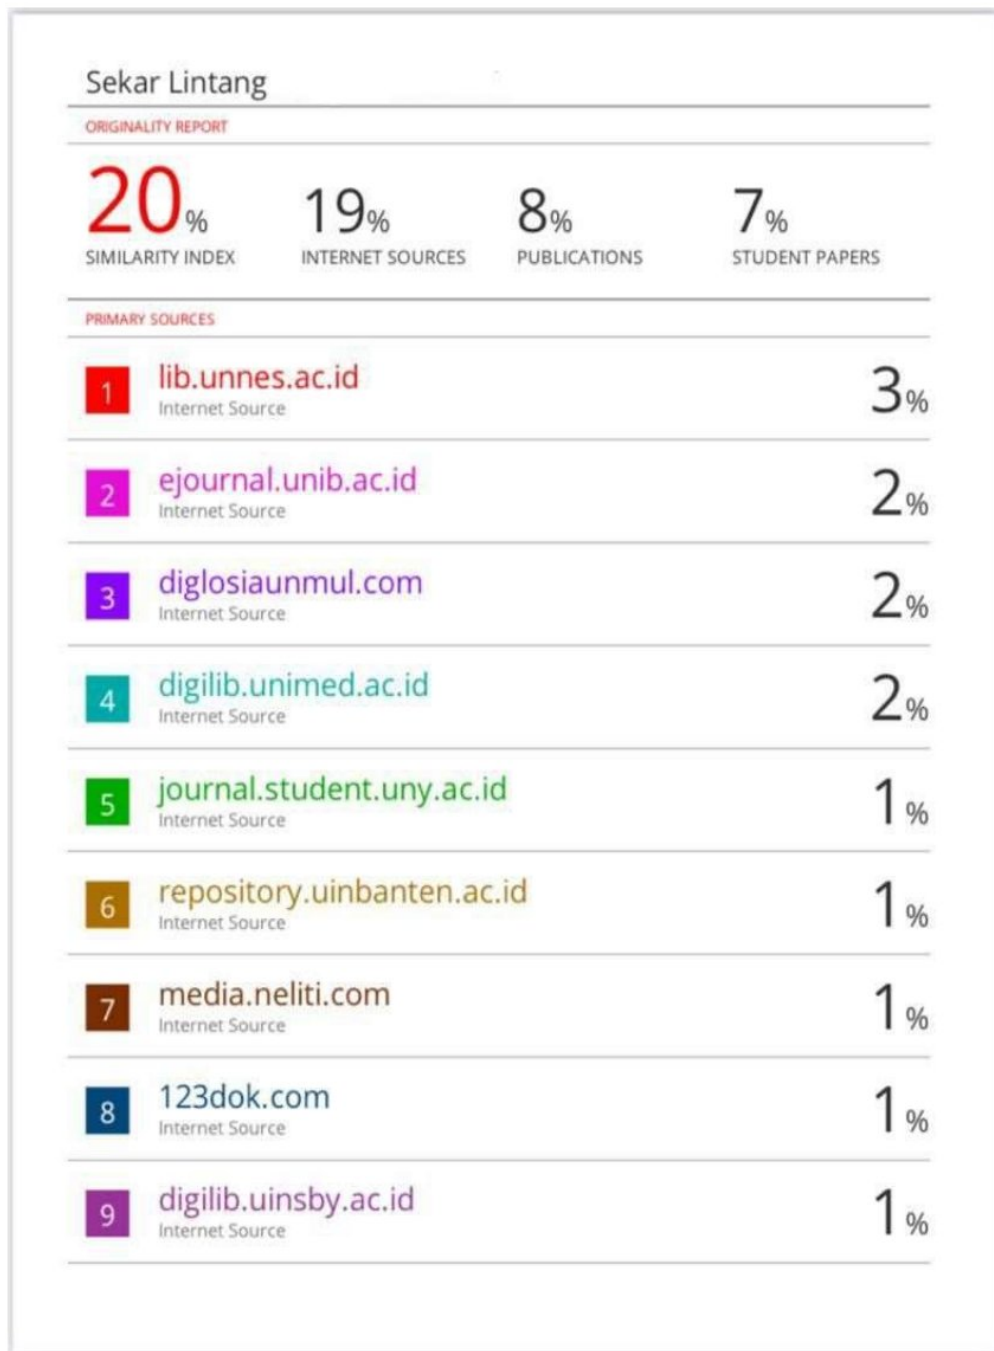 Sekar Lintang
ORIGINALITY REPORT
20% 19% 8% 7%
SIMILARITY INDEX INTERNET SOURCES PUBLICATIONS STUDENT PAPERS
PRIMARY SOURCES
1 lib.unnes.ac.id 3%
Internet Source
2 ejournal.unib.ac.id 2%
Internet Source
3 diglosiaunmul.com 2%
Internet Source
4 digilib.unimed.ac.id 2%
Internet Source
5 journal.student.uny.ac.id 1%
Internet Source
6 repository.uinbanten.ac.id 1%
Internet Source
7 media.neliti.com 1%
Internet Source
8 123dok.com 1%
Internet Source
9 digilib.uinsby.ac.id 1%
Internet Source